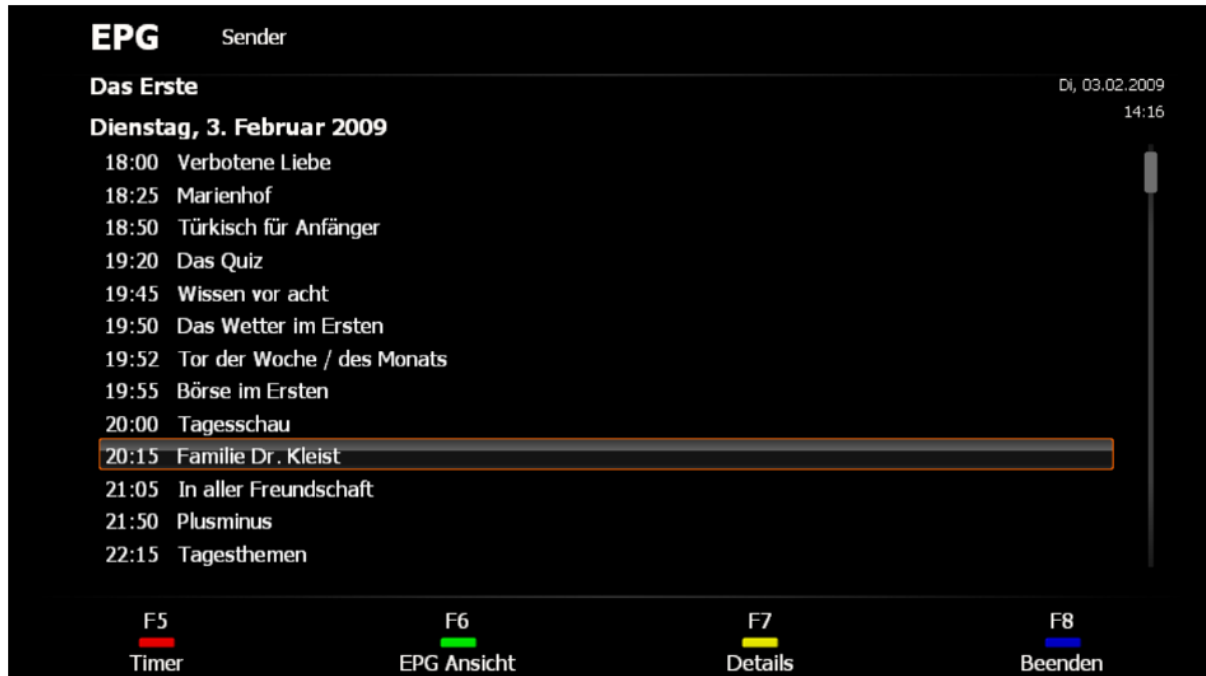 EPG Sender
Das Erste
Di, 03.02.2009
14:16
Dienstag, 3. Februar 2009
18:00 Verbotene Liebe
18:25 Marienhof
18:50 Türkisch für Anfänger
19:20 Das Quiz
19:45 Wissen vor acht
19:50 Das Wetter im Ersten
19:52 Tor der Woche / des Monats
19:55 Börse im Ersten
20:00 Tagesschau
20:15 Familie Dr. Kleist
21:05 In aller Freundschaft
21:50 Plusminus
22:15 Tagesthemen
F5 F6 F7 F8
Timer EPG Ansicht Details Beenden